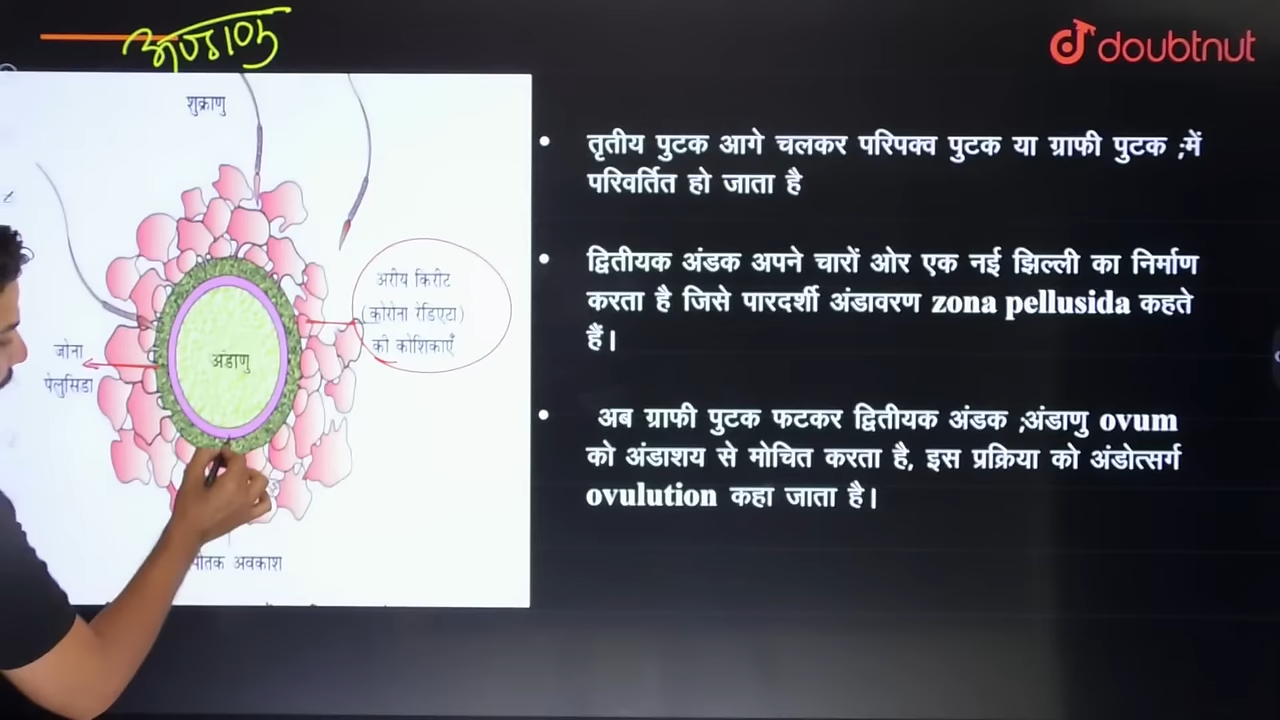 अण्डाणु
doubtnut
शुक्राणु
अरीय किरीट
(कोरोना रेडिएटा)
की कोशिकाएँ
जोना
पेलुसिडा
अंडाणु
पीतक अवकाश
• तृतीय पुटक आगे चलकर परिपक्व पुटक या ग्राफी पुटक ;में
परिवर्तित हो जाता है
• द्वितीयक अंडक अपने चारों ओर एक नई झिल्ली का निर्माण
करता है जिसे पारदर्शी अंडावरण zona pellusida कहते
हैं।
• अब ग्राफी पुटक फटकर द्वितीयक अंडक ;अंडाणु ovum
को अंडाशय से मोचित करता है, इस प्रक्रिया को अंडोत्सर्ग
ovulution कहा जाता है।